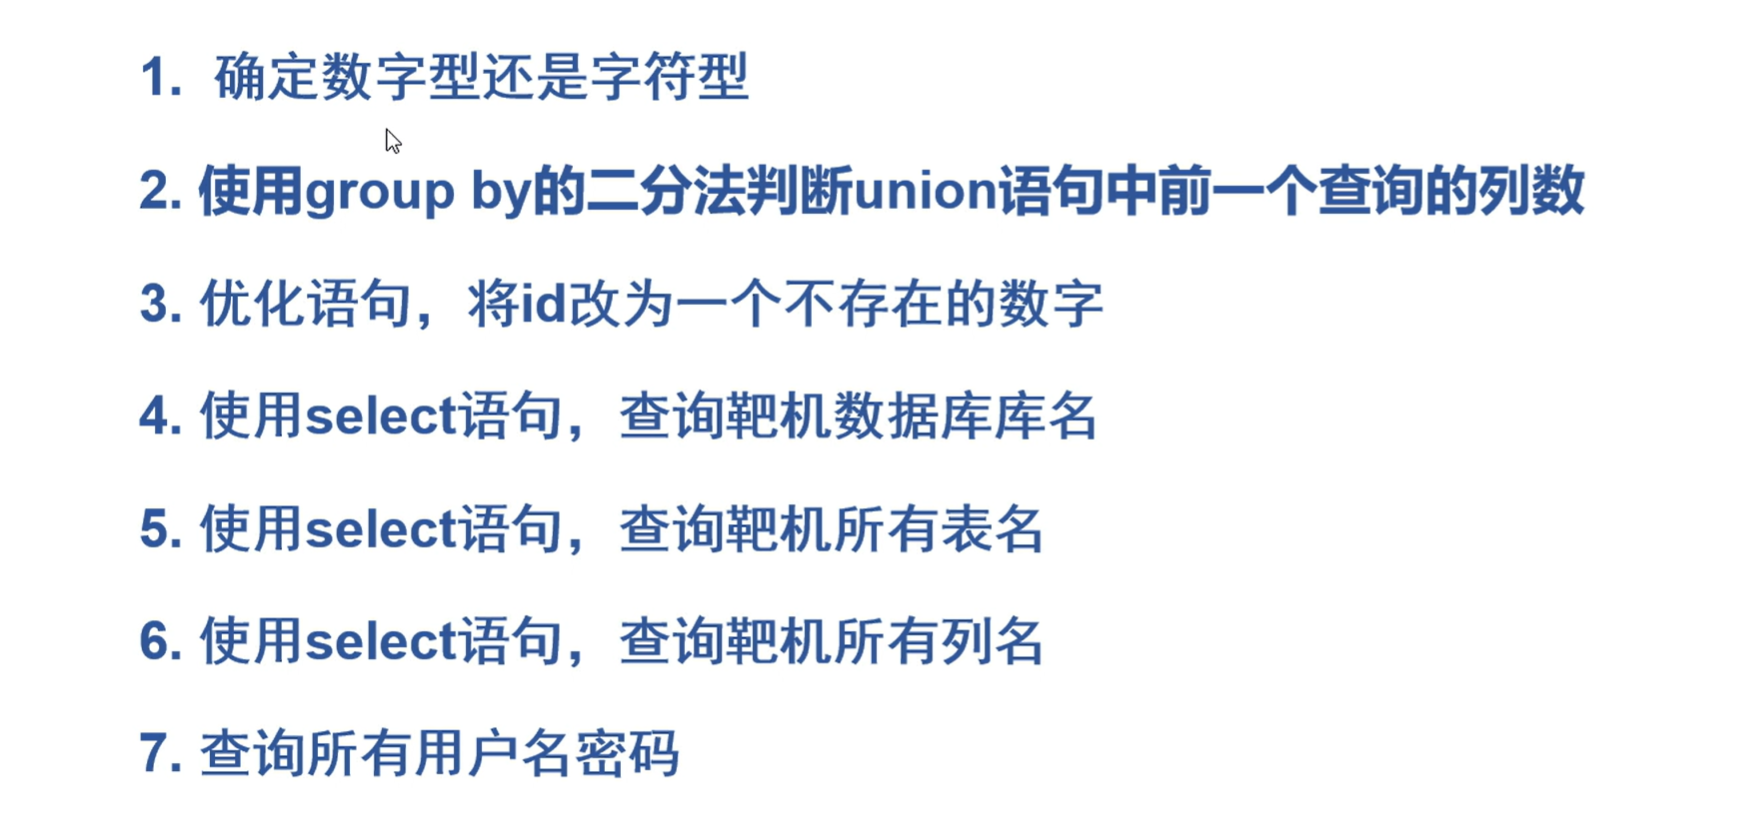 1. 确定数字型还是字符型
2. 使用group by的二分法判断union语句中前一个查询的列数
3. 优化语句，将id改为一个不存在的数字
4. 使用select语句，查询靶机数据库库名
5. 使用select语句，查询靶机所有表名
6. 使用select语句，查询靶机所有列名
7. 查询所有用户名密码